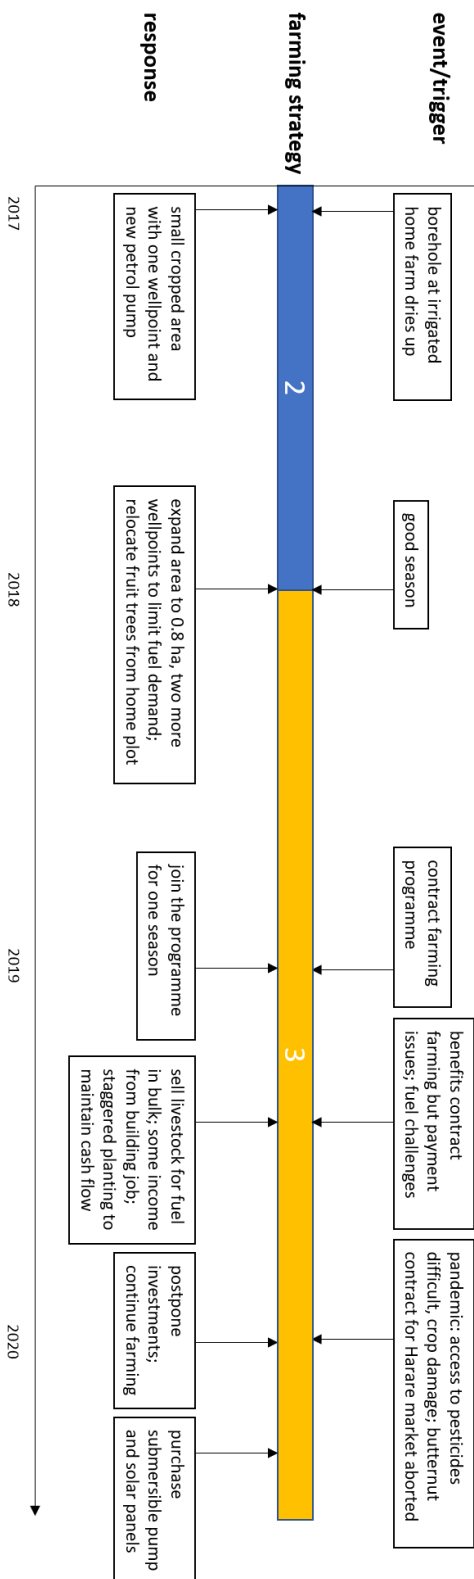 event/trigger
borehole at irrigated
home farm dries up
good season
contract farming
programme
benefits contract
farming but payment
issues; fuel challenges
pandemic: access to pesticides
difficult, crop damage; butternut
contract for Harare market aborted
farming strategy
2
3
response
small cropped area
with one wellpoint and
new petrol pump
expand area to 0.8 ha, two more
wellpoints to limit fuel demand;
relocate fruit trees from home plot
join the programme
for one season
sell livestock for fuel
in bulk; some income
from building job;
staggered planting to
maintain cash flow
postpone
investments;
continue farming
purchase
submersible pump
and solar panels
2017
2018
2019
2020